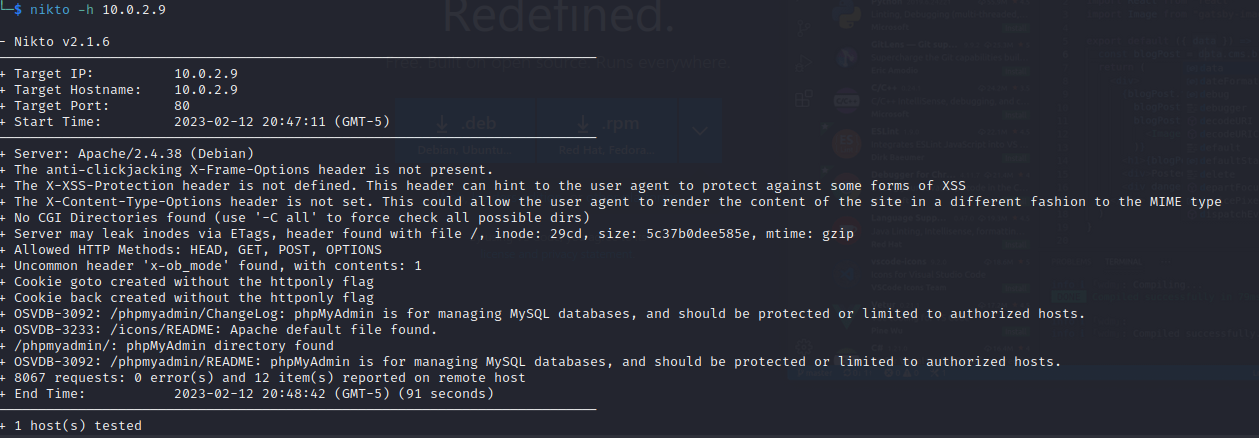 └─$ nikto -h 10.0.2.9
Redefined.
- Nikto v2.1.6
+ Target IP: 10.0.2.9
+ Target Hostname: 10.0.2.9
+ Target Port: 80
+ Start Time: 2023-02-12 20:47:11 (GMT-5)
.deb
.rpm
Debian, Ubuntu
Red Hat, Fedora...
+ Server: Apache/2.4.38 (Debian)
+ The anti-clickjacking X-Frame-Options header is not present.
+ The X-XSS-Protection header is not defined. This header can hint to the user agent to protect against some forms of XSS
+ The X-Content-Type-Options header is not set. This could allow the user agent to render the content of the site in a different fashion to the MIME type
+ No CGI Directories found (use '-C all' to force check all possible dirs)
+ Server may leak inodes via ETags, header found with file /, inode: 29cd, size: 5c37b0dee585e, mtime: gzip
+ Allowed HTTP Methods: HEAD, GET, POST, OPTIONS
+ Uncommon header 'x-ob_mode' found, with contents: 1
+ Cookie goto created without the httponly flag
+ Cookie back created without the httponly flag
+ OSVDB-3092: /phpmyadmin/ChangeLog: phpMyAdmin is for managing MySQL databases, and should be protected or limited to authorized hosts.
+ OSVDB-3233: /icons/README: Apache default file found.
+ /phpmyadmin/: phpMyAdmin directory found
+ OSVDB-3092: /phpmyadmin/README: phpMyAdmin is for managing MySQL databases, and should be protected or limited to authorized hosts.
+ 8067 requests: 0 error(s) and 12 item(s) reported on remote host
+ End Time: 2023-02-12 20:48:42 (GMT-5) (91 seconds)
+ 1 host(s) tested